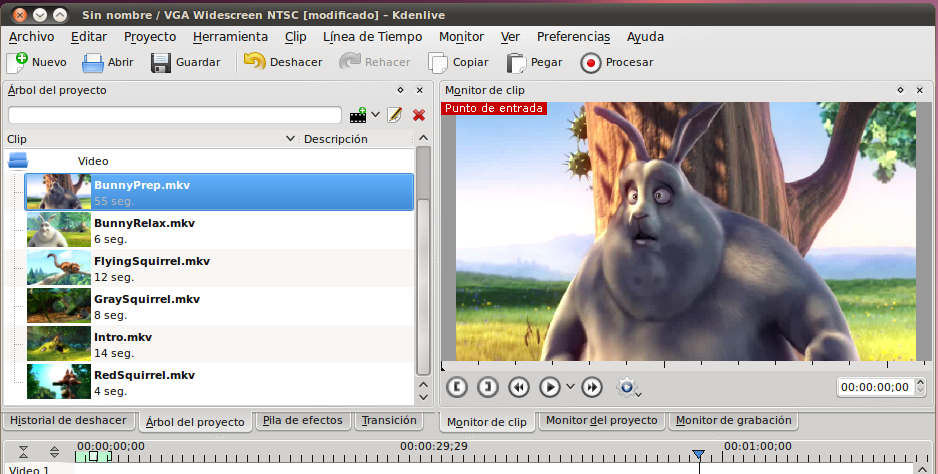 Sin nombre / VGA Widescreen NTSC [modificado] – Kdenlive
Archivo Editar Proyecto Herramienta Clip Línea de Tiempo Monitor Ver Preferencias Ayuda
Nuevo Abrir Guardar Deshacer Rehacer Copiar Pegar Procesar
Árbol del proyecto
Clip Descripción
Video
BunnyPrep.mkv
55 seg.
BunnyRelax.mkv
6 seg.
FlyingSquirrel.mkv
12 seg.
GraySquirrel.mkv
8 seg.
Intro.mkv
14 seg.
RedSquirrel.mkv
4 seg.
Monitor de clip
Punto de entrada
00:00:00;00
Historial de deshacer Árbol del proyecto Pila de efectos Transición
Monitor de clip Monitor del proyecto Monitor de grabación
00:00:00;00 00:00:29;29 00:01:00;00
Video 1